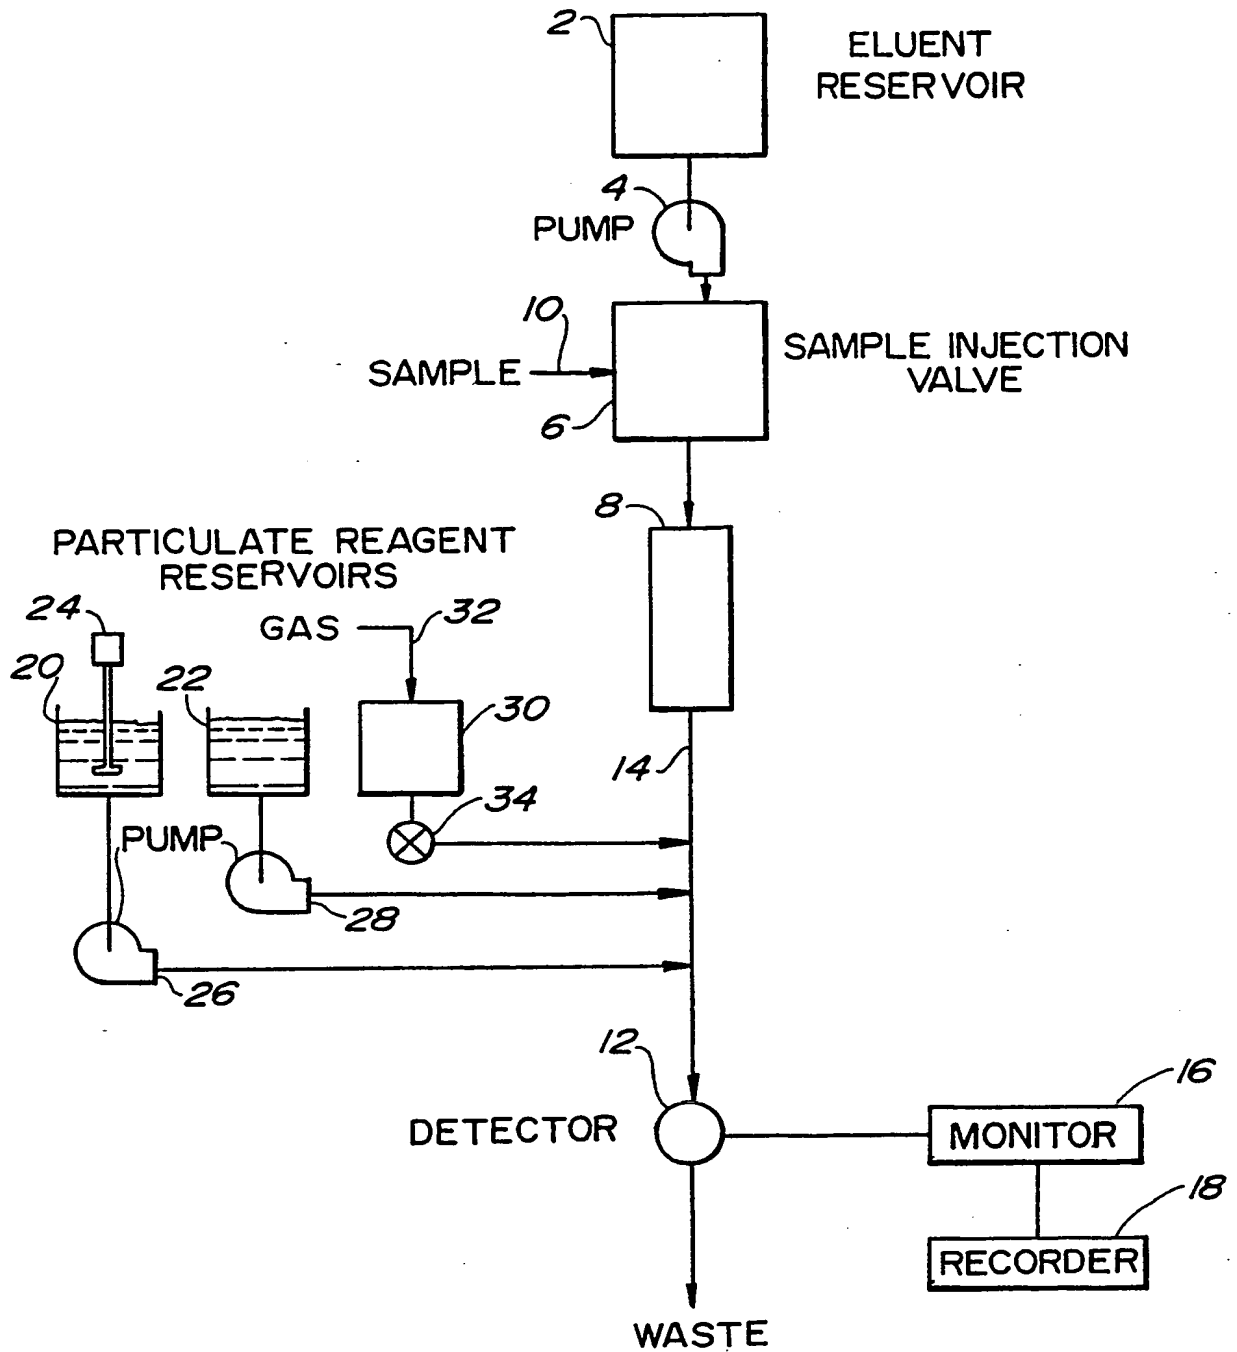 2
ELUENT
RESERVOIR
4
PUMP
10
SAMPLE
SAMPLE INJECTION
VALVE
6
8
PARTICULATE REAGENT
RESERVOIRS
24
GAS
32
20
22
30
14
34
PUMP
28
26
12
DETECTOR
16
MONITOR
18
RECORDER
WASTE